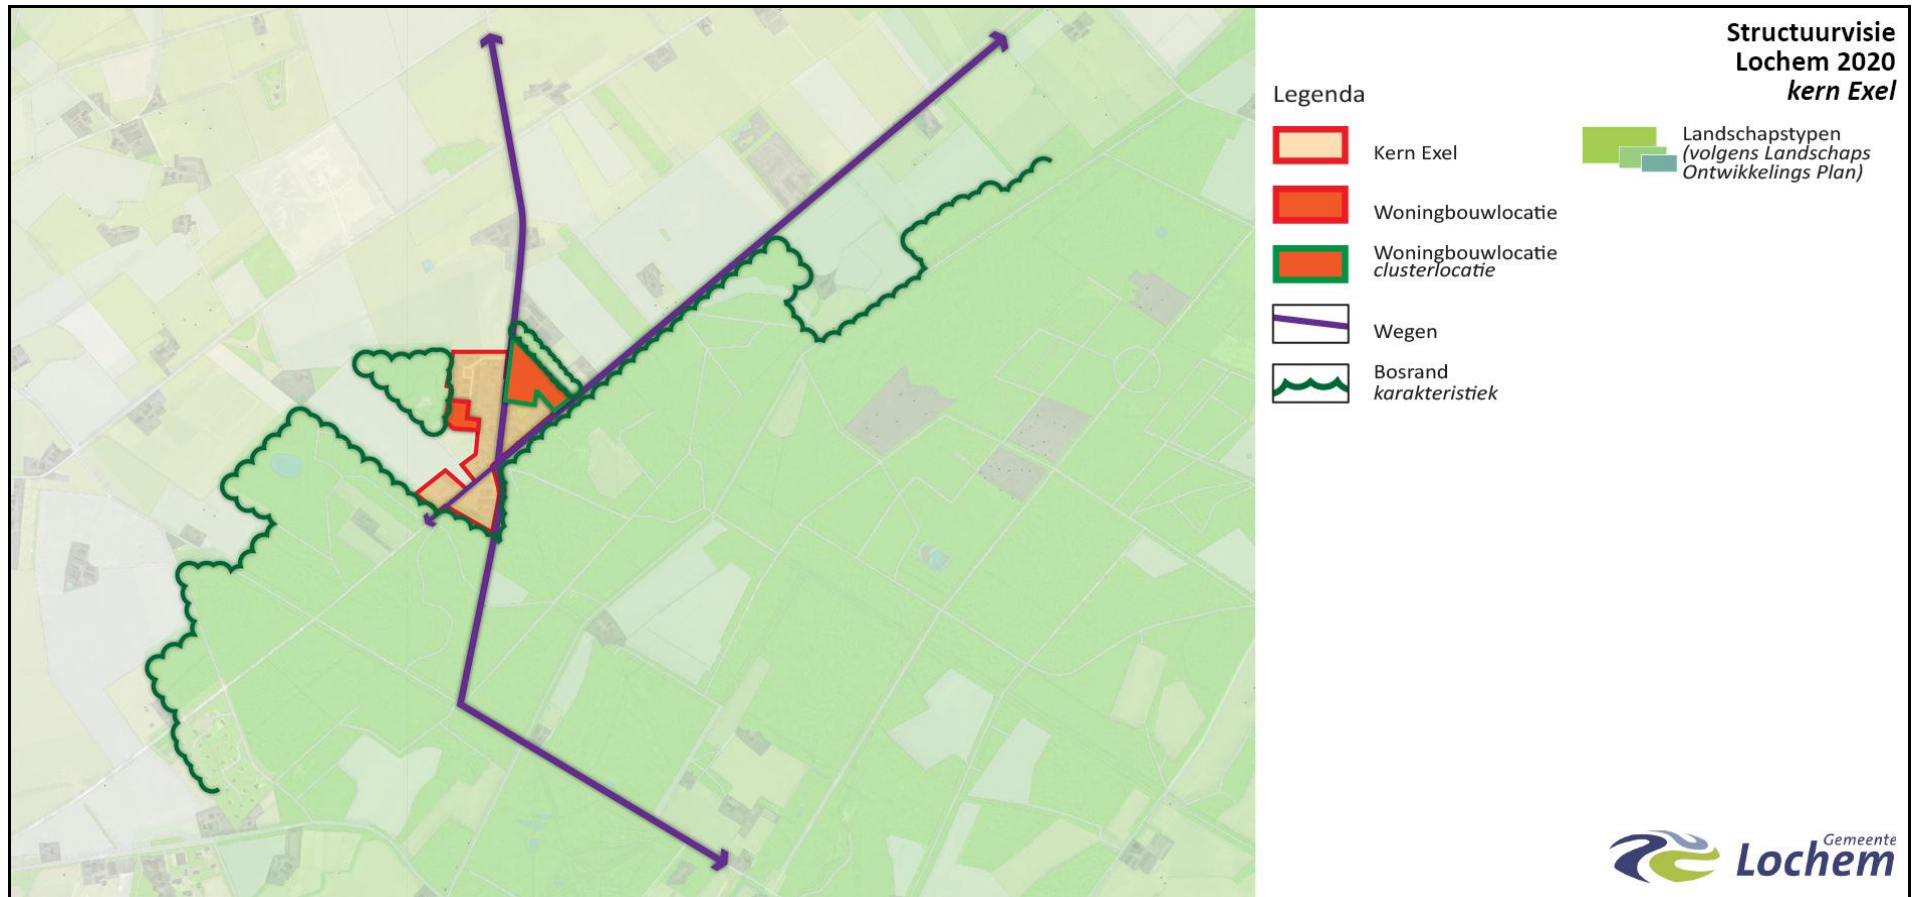 Structuurvisie
Lochem 2020
kern Exel
Legenda
Kern Exel
Woningbouwlocatie
Woningbouwlocatie
clusterlocatie
Wegen
Bosrand
karakteristiek
Landschapstypen
(volgens Landschaps
Ontwikkelings Plan)
Gemeente
Lochem